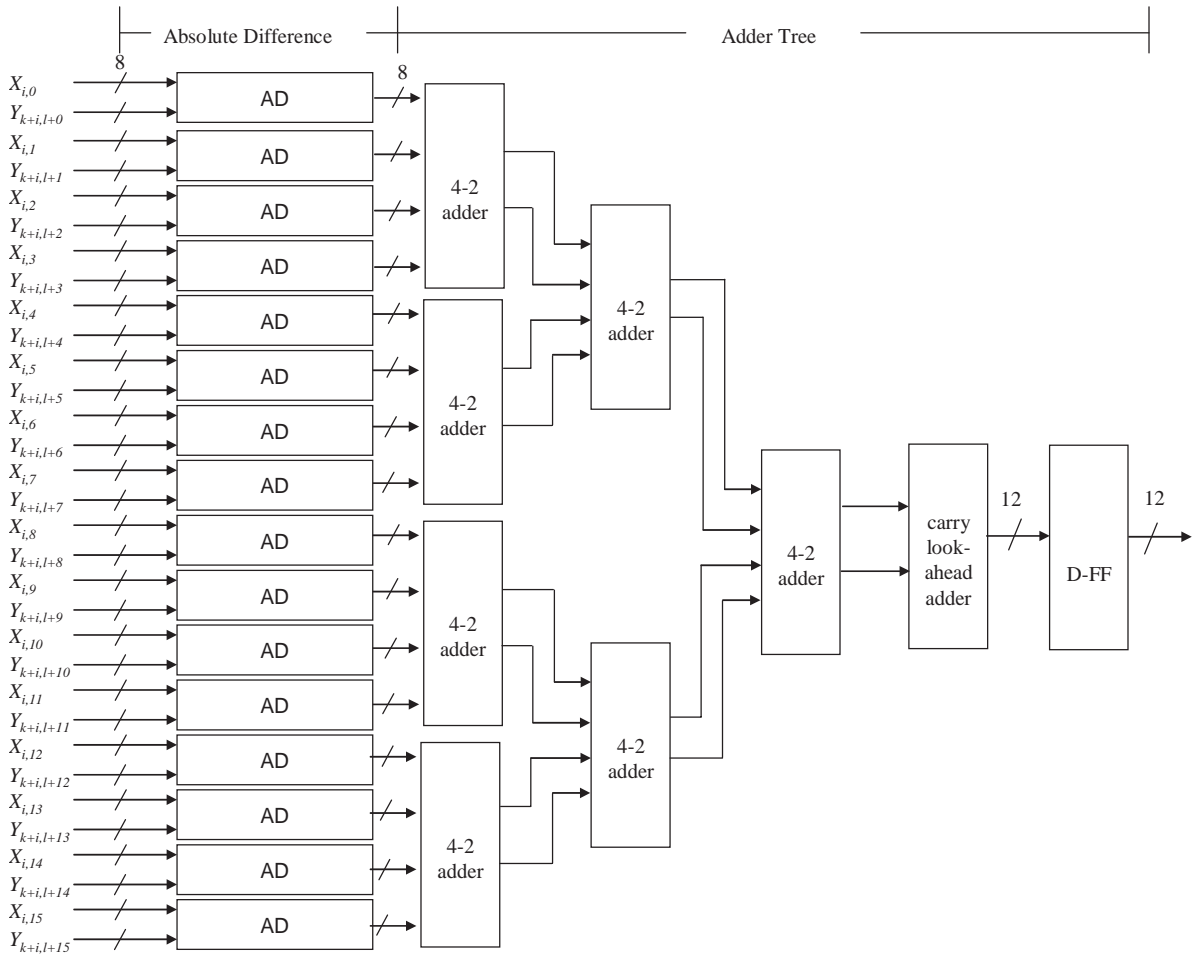 Absolute Difference
Adder Tree
8
8
X_{i,0}
Y_{k+i,l+0}
AD
X_{i,1}
Y_{k+i,l+1}
AD
X_{i,2}
Y_{k+i,l+2}
AD
X_{i,3}
Y_{k+i,l+3}
AD
X_{i,4}
Y_{k+i,l+4}
AD
X_{i,5}
Y_{k+i,l+5}
AD
X_{i,6}
Y_{k+i,l+6}
AD
X_{i,7}
Y_{k+i,l+7}
AD
X_{i,8}
Y_{k+i,l+8}
AD
X_{i,9}
Y_{k+i,l+9}
AD
X_{i,10}
Y_{k+i,l+10}
AD
X_{i,11}
Y_{k+i,l+11}
AD
X_{i,12}
Y_{k+i,l+12}
AD
X_{i,13}
Y_{k+i,l+13}
AD
X_{i,14}
Y_{k+i,l+14}
AD
X_{i,15}
Y_{k+i,l+15}
AD
4-2
adder
4-2
adder
4-2
adder
4-2
adder
4-2
adder
4-2
adder
4-2
adder
carry
look-
ahead
adder
12
D-FF
12